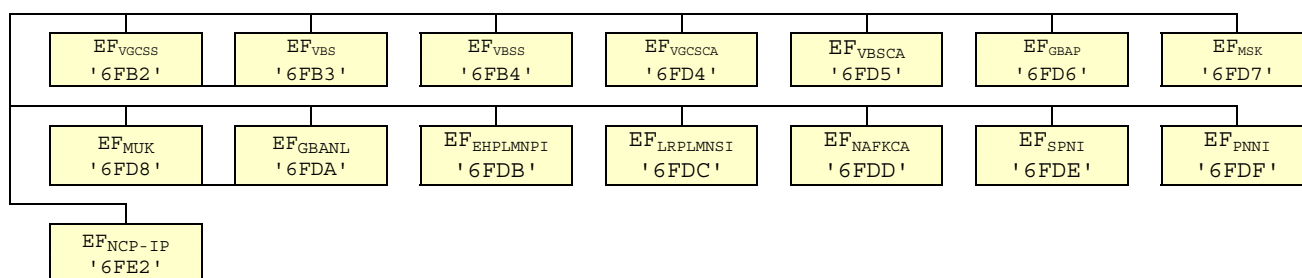 EFVGCSS EFVBS EFVBSS EFVGCSCA EFVBSCA EFGBAP EFMSK
'6FB2' '6FB3' '6FB4' '6FD4' '6FD5' '6FD6' '6FD7'
EFMUK EFGBANL EFEHPLMNPI EFLRPLMNSI EFNAFKCA EFSPNI EFPNNI
'6FD8' '6FDA' '6FDB' '6FDC' '6FDD' '6FDE' '6FDF'
EFNCP-IP
'6FE2'